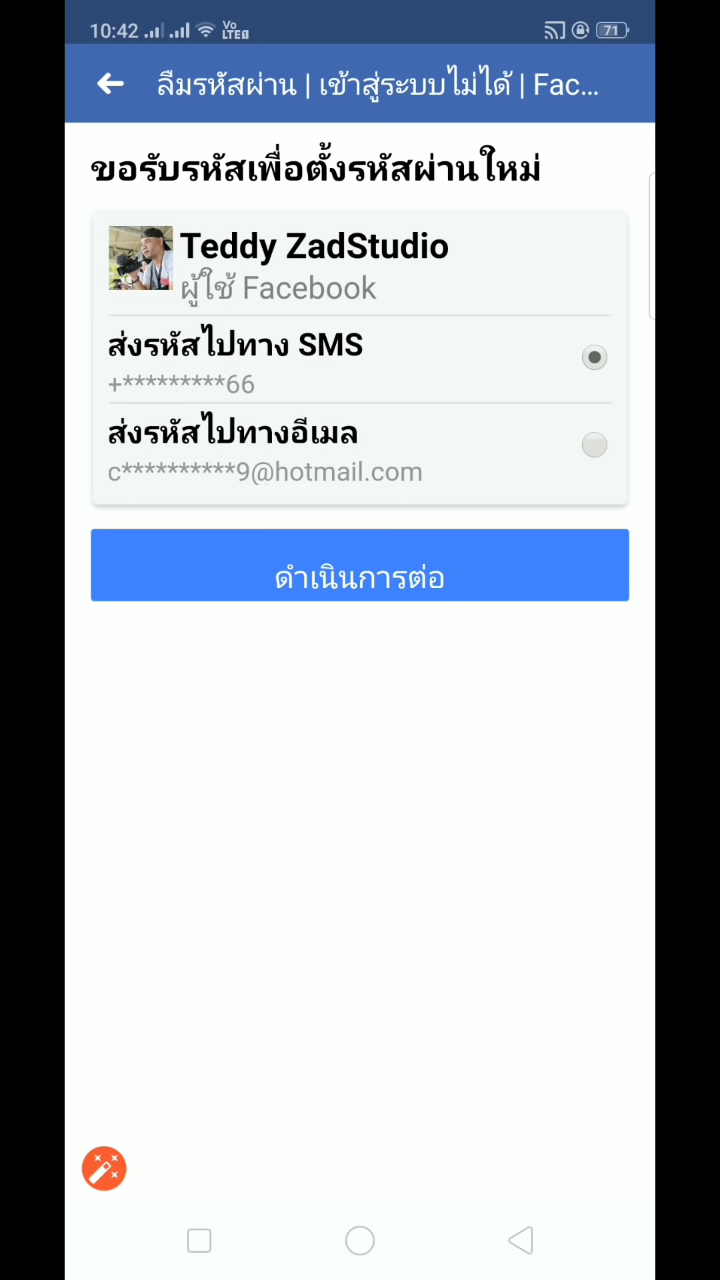 10:42 Vo LTE 71
ลืมรหัสผ่าน | เข้าสู่ระบบไม่ได้ | Fac...
ขอรับรหัสเพื่อตั้งรหัสผ่านใหม่
Teddy ZadStudio
ผู้ใช้ Facebook
ส่งรหัสไปทาง SMS
+*********66
ส่งรหัสไปทางอีเมล
c**********9@hotmail.com
ดำเนินการต่อ